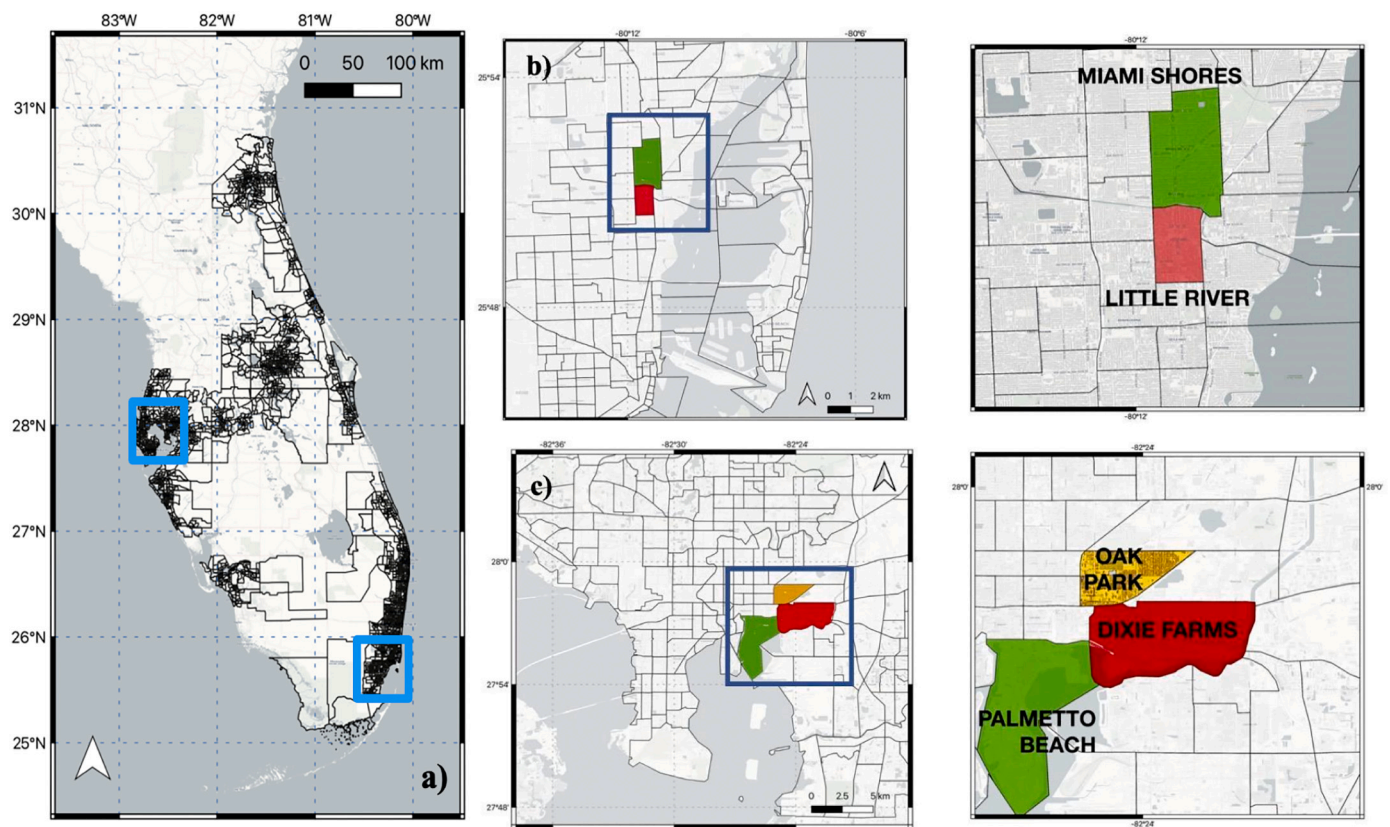 83°W 82°W 81°W 80°W
0 50 100 km
31°N
30°N
29°N
28°N
27°N
26°N
25°N
a)
-80°12' -80°6'
b)
25°54'
25°48'
0 1 2 km
-80°12'
MIAMI SHORES
LITTLE RIVER
-80°12'
-82°36' -82°30' -82°24'
c)
28°0'
27°54'
27°48'
0 2.5 5 km
-82°24'
28°0' 28°0'
OAK
PARK
DIXIE FARMS
PALMETTO
BEACH
-82°24'